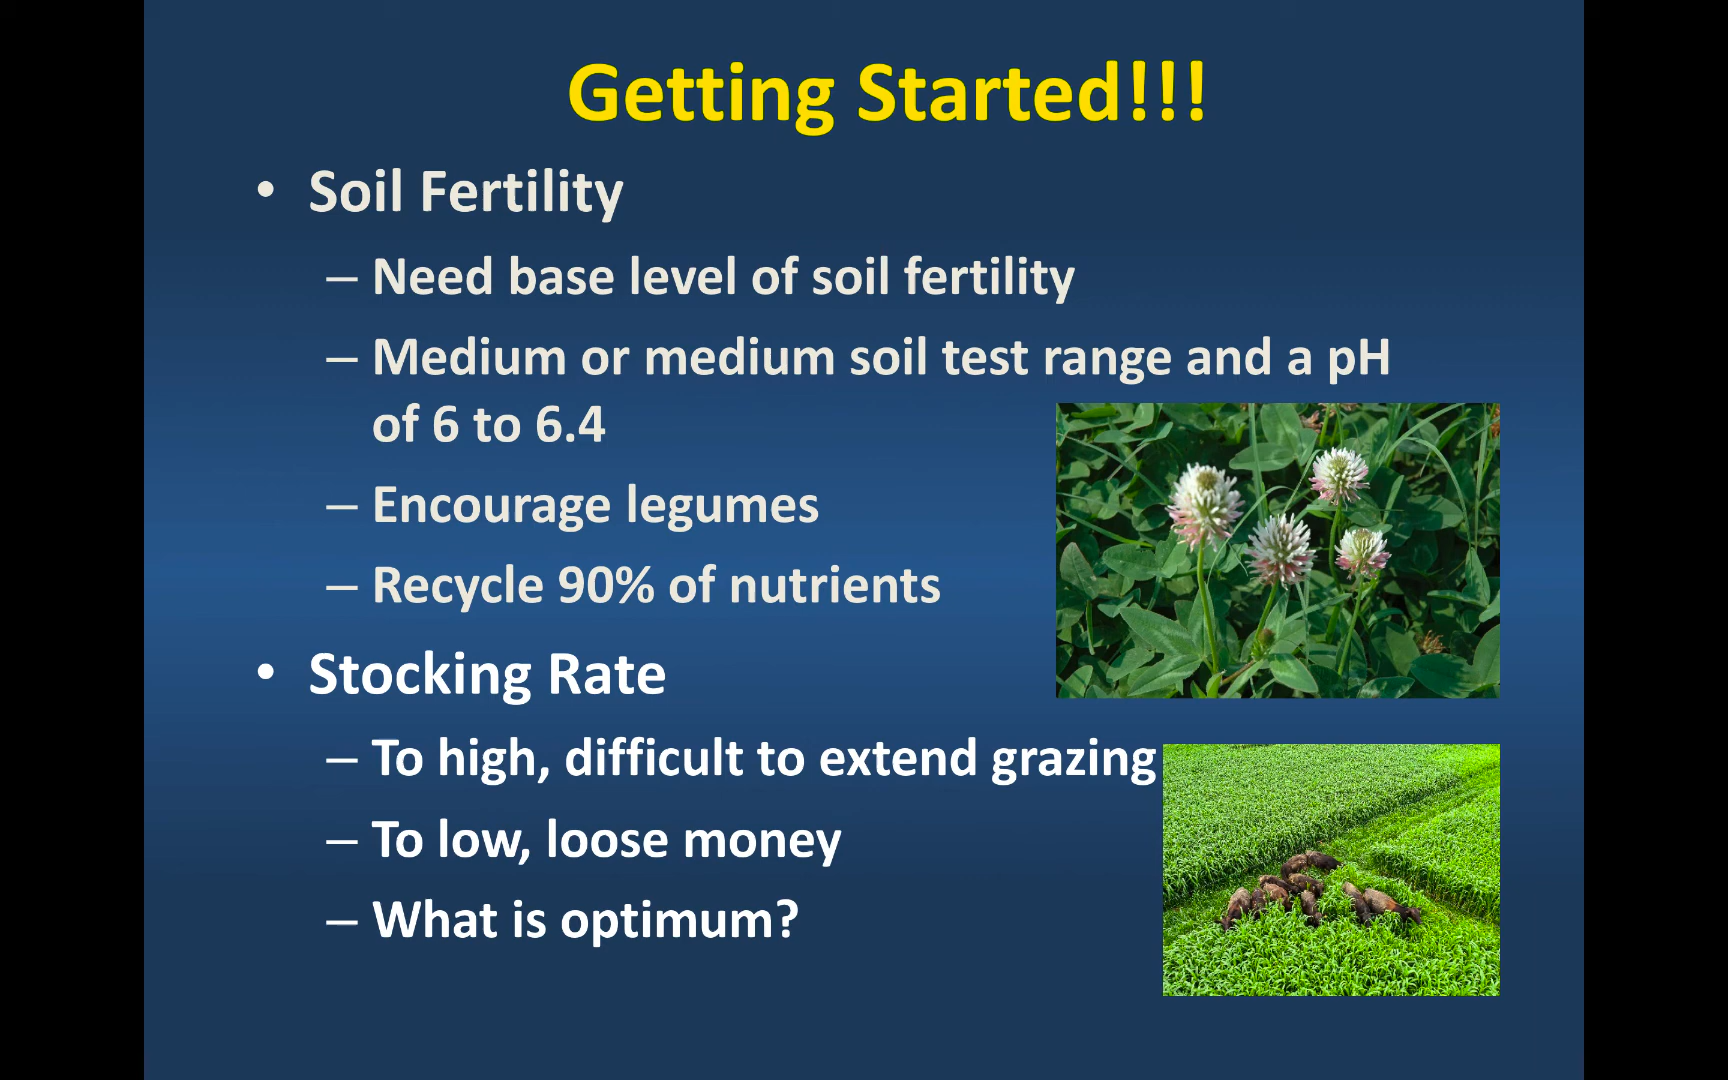 Getting Started!!!
• Soil Fertility
– Need base level of soil fertility
– Medium or medium soil test range and a pH
of 6 to 6.4
– Encourage legumes
– Recycle 90% of nutrients
• Stocking Rate
– To high, difficult to extend grazing
– To low, loose money
– What is optimum?